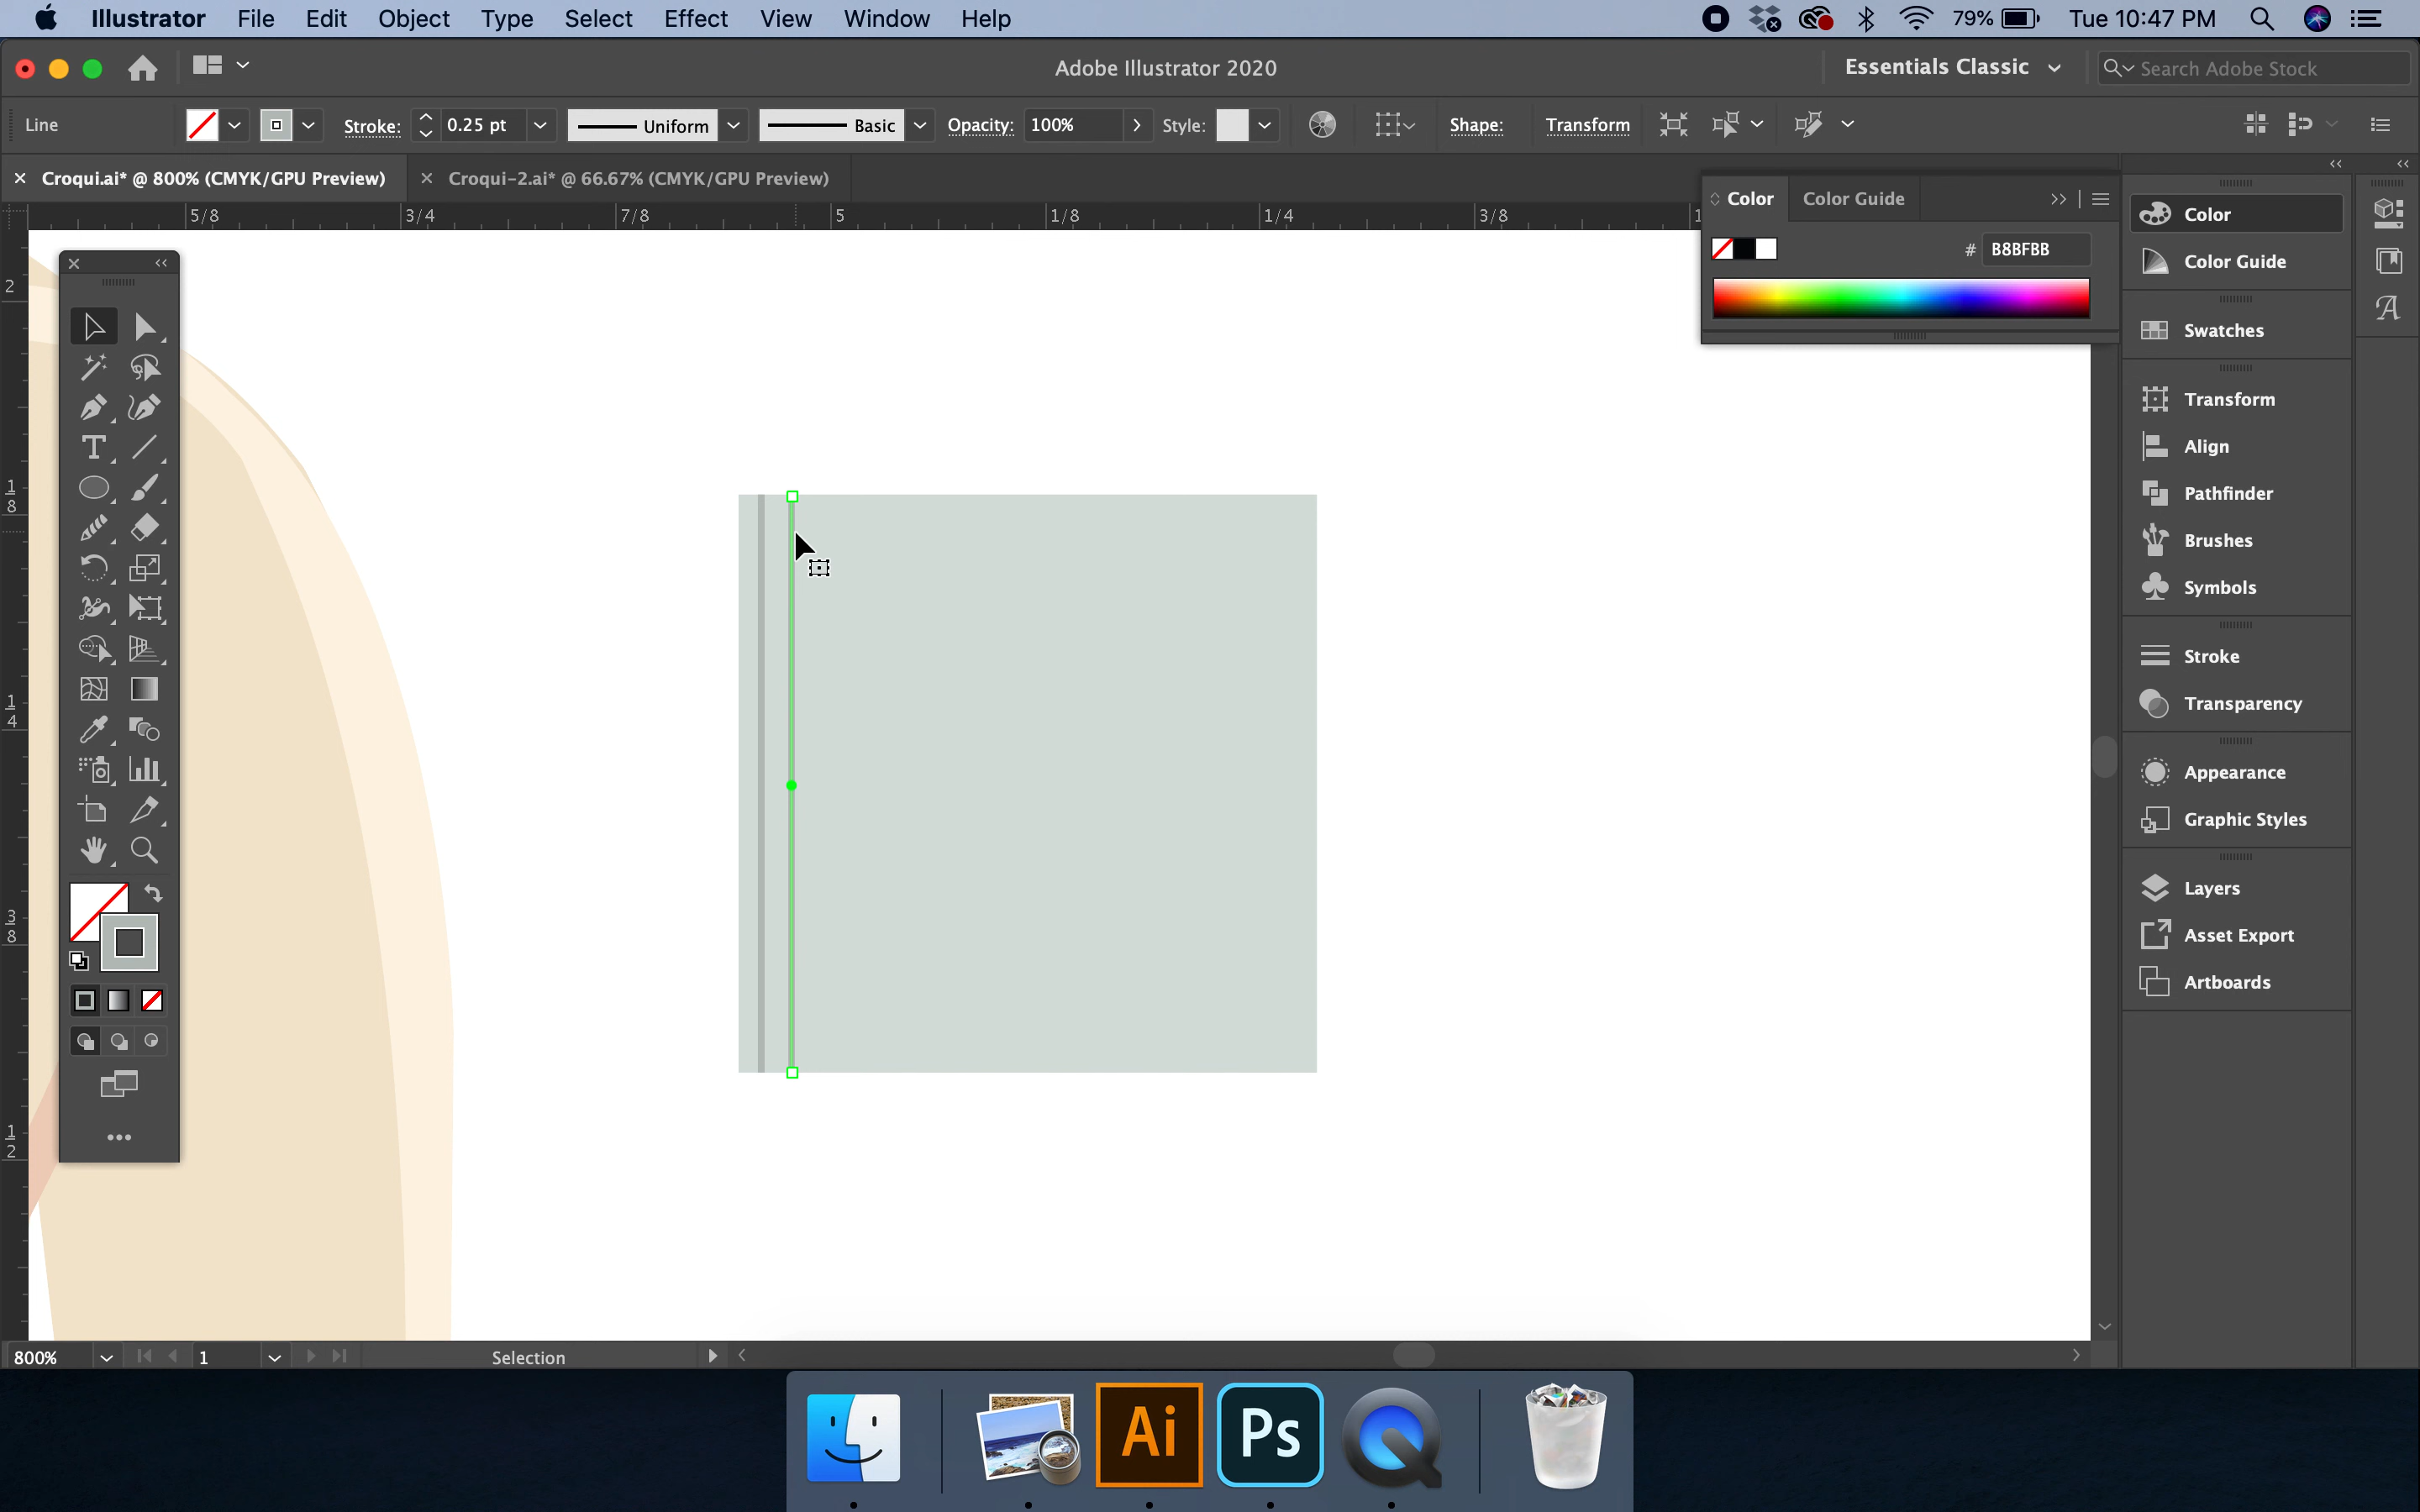 Illustrator File Edit Object Type Select Effect View Window Help 79% Tue 10:47 PM
Adobe Illustrator 2020 Essentials Classic Search Adobe Stock
Line Stroke: 0.25 pt Uniform Basic Opacity: 100% Style: Shape: Transform
Croqui.ai* @ 800% (CMYK/GPU Preview) Croqui-2.ai* @ 66.67% (CMYK/GPU Preview)
5/8 3/4 7/8 5 1/8 1/4 3/8 1
Color Color Guide
# B8BFBB
Color
Color Guide
Swatches
Transform
Align
Pathfinder
Brushes
Symbols
Stroke
Transparency
Appearance
Graphic Styles
Layers
Asset Export
Artboards
2
1
8
1
4
3
8
1
2
800% 1 Selection
Ai Ps